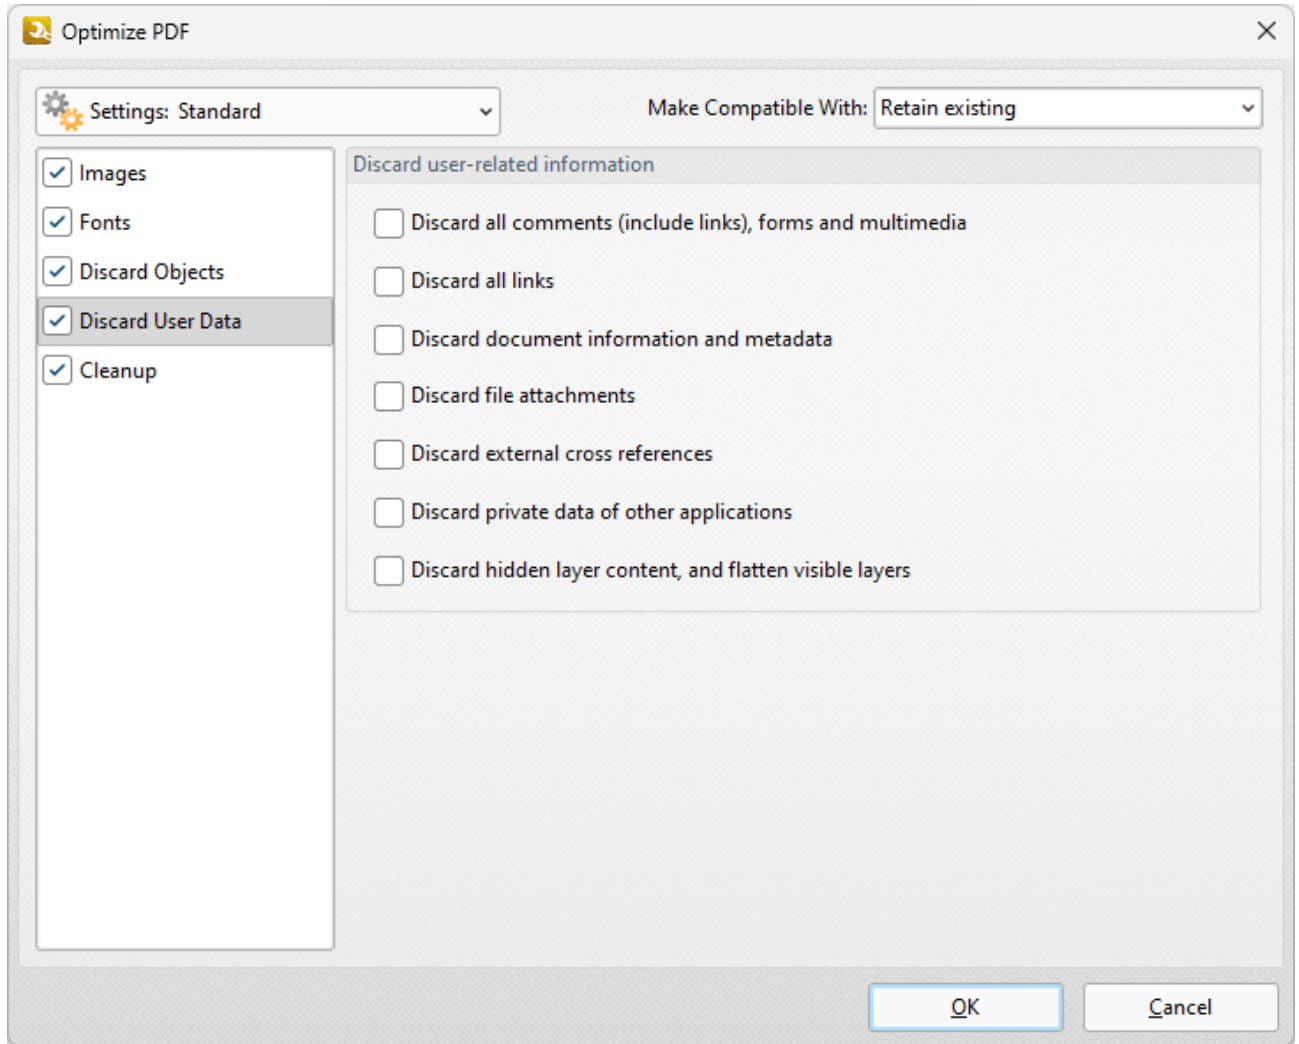 Optimize PDF
Settings: Standard
Make Compatible With: Retain existing
Images
Fonts
Discard Objects
Discard User Data
Cleanup
Discard user-related information
Discard all comments (include links), forms and multimedia
Discard all links
Discard document information and metadata
Discard file attachments
Discard external cross references
Discard private data of other applications
Discard hidden layer content, and flatten visible layers
OK
Cancel